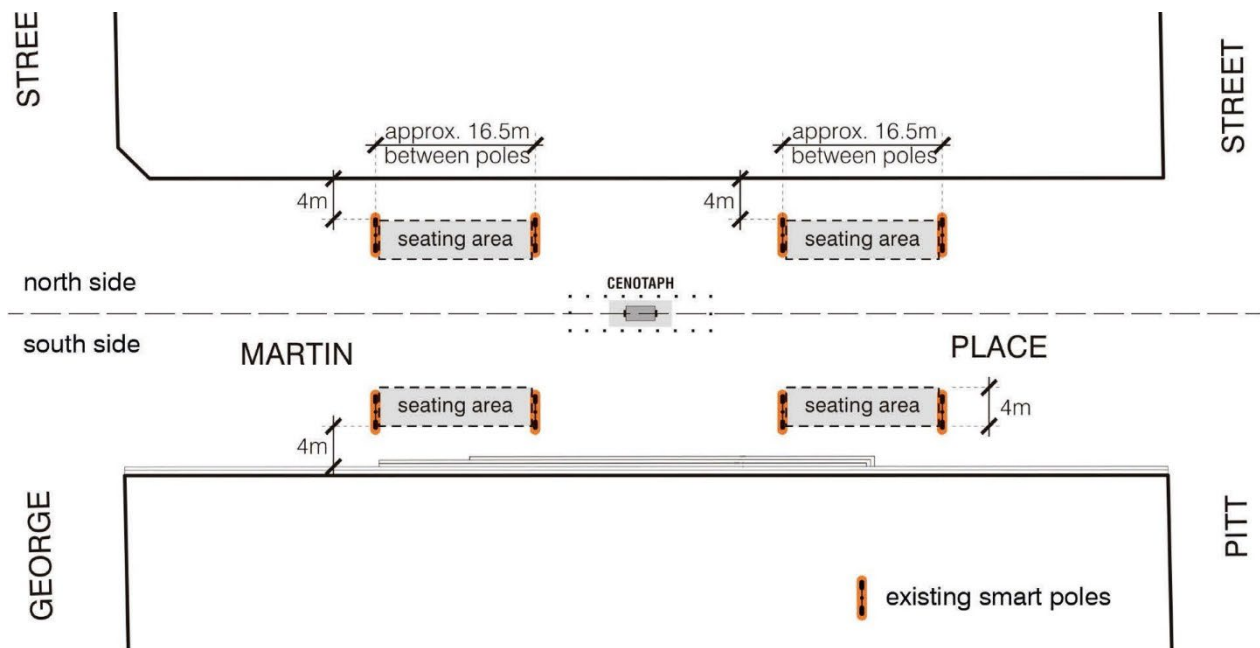 STREE
STREET
approx. 16.5m
between poles
approx. 16.5m
between poles
4m
4m
seating area
seating area
north side
CENOTAPH
south side
MARTIN
PLACE
seating area
seating area
4m
4m
GEORGE
PITT
existing smart poles